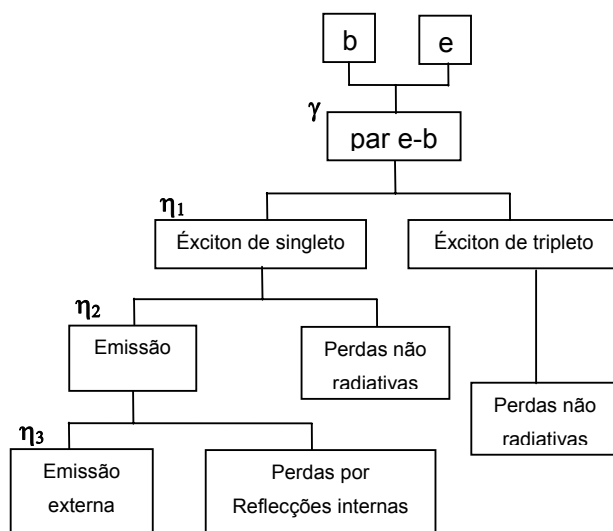 b
e
γ
par e-b
η1
Éxciton de singleto
Éxciton de tripleto
η2
Emissão
Perdas não
radiativas
Perdas não
radiativas
η3
Emissão
externa
Perdas por
Reflecções internas